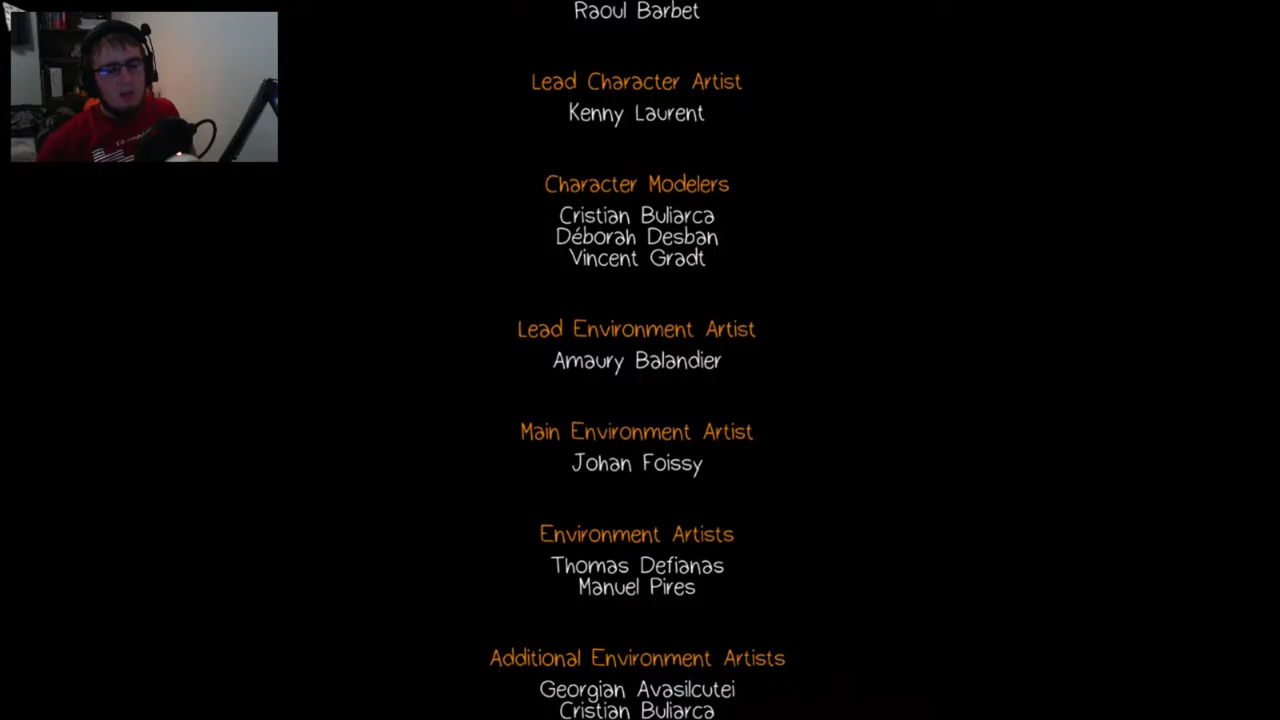 Raoul Barbet
Lead Character Artist
Kenny Laurent
Character Modelers
Cristian Buliarca
Déborah Desban
Vincent Gradt
Lead Environment Artist
Amaury Balandier
Main Environment Artist
Johan Foissy
Environment Artists
Thomas Defianas
Manuel Pires
Additional Environment Artists
Georgian Avasilcutei
Cristian Buliarca